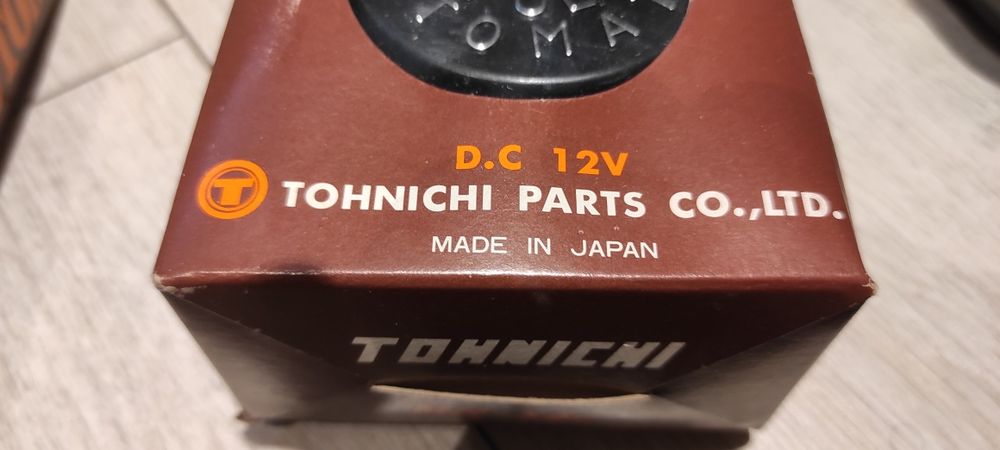 D.C 12V
T TOHNICHI PARTS CO.,LTD.
MADE IN JAPAN
TOHNICHI